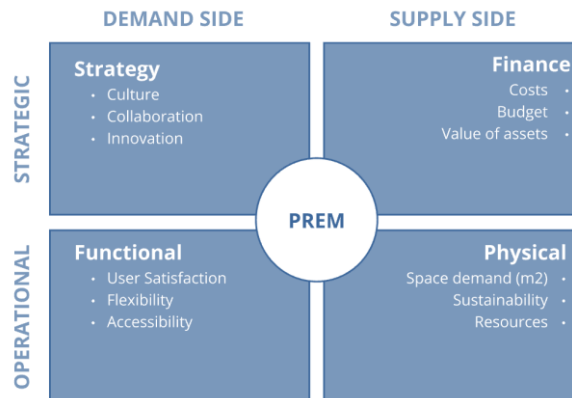 DEMAND SIDE
SUPPLY SIDE
STRATEGIC
Strategy
• Culture
• Collaboration
• Innovation
Finance
Costs •
Budget •
Value of assets •
PREM
OPERATIONAL
Functional
• User Satisfaction
• Flexibility
• Accessibility
Physical
Space demand (m2) •
Sustainability •
Resources •